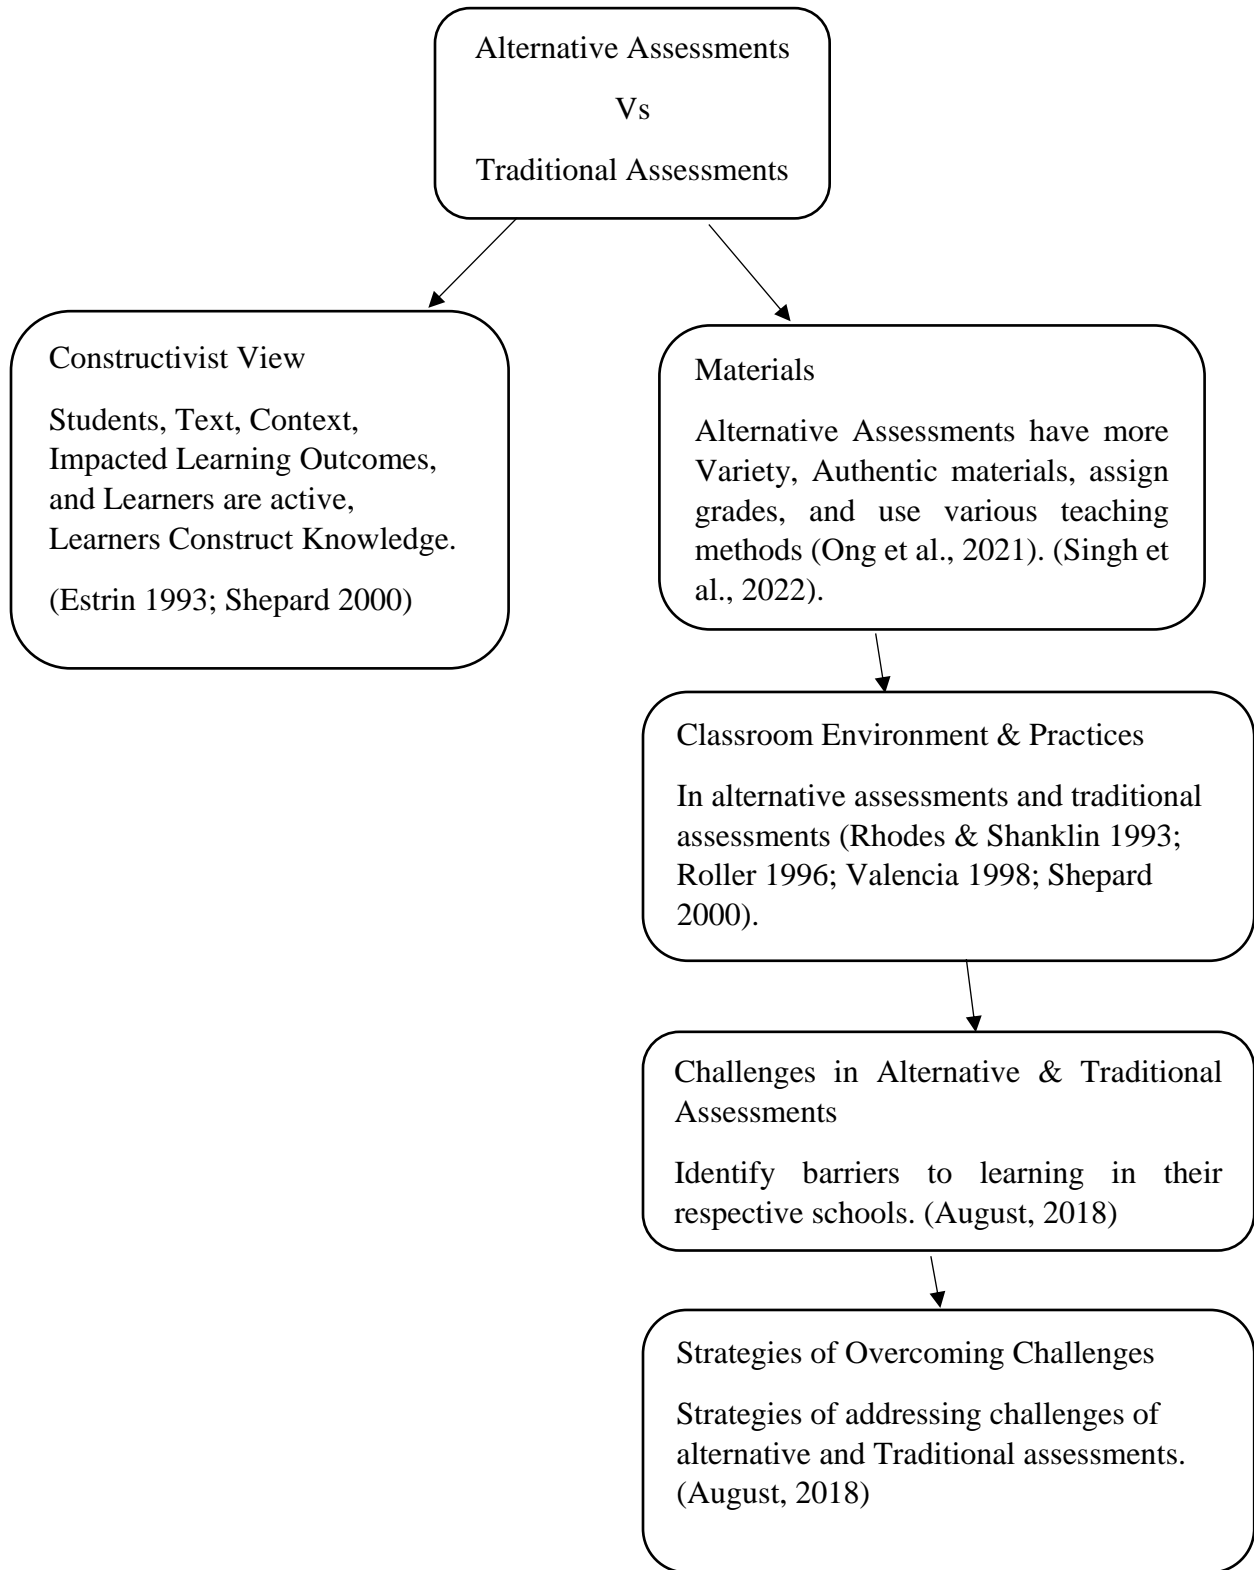 Alternative Assessments
Vs
Traditional Assessments
Constructivist View
Students, Text, Context,
Impacted Learning Outcomes,
and Learners are active,
Learners Construct Knowledge.
(Estrin 1993; Shepard 2000)
Materials
Alternative Assessments have more
Variety, Authentic materials, assign
grades, and use various teaching
methods (Ong et al., 2021). (Singh et
al., 2022).
Classroom Environment & Practices
In alternative assessments and traditional
assessments (Rhodes & Shanklin 1993;
Roller 1996; Valencia 1998; Shepard
2000).
Challenges in Alternative & Traditional
Assessments
Identify barriers to learning in their
respective schools. (August, 2018)
Strategies of Overcoming Challenges
Strategies of addressing challenges of
alternative and Traditional assessments.
(August, 2018)